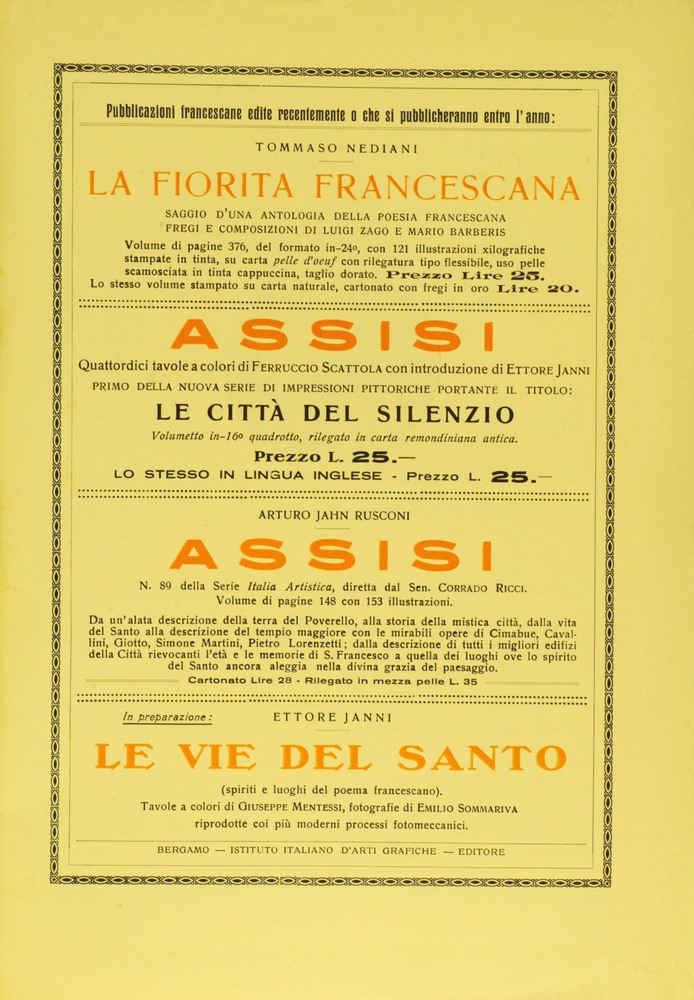 Pubblicazioni francescane edite recentemente o che si pubblicheranno entro l'anno:
TOMMASO NEDIANI
LA FIORITA FRANCESCANA
SAGGIO D'UNA ANTOLOGIA DELLA POESIA FRANCESCANA
FREGI E COMPOSIZIONI DI LUIGI ZAGO E MARIO BARBERIS
Volume di pagine 376, del formato in-24º, con 121 illustrazioni xilografiche
stampate in tinta, su carta pelle d'oeuf con rilegatura tipo flessibile, uso pelle
scamosciata in tinta cappuccina, taglio dorato. Prezzo Lire 25.
Lo stesso volume stampato su carta naturale, cartonato con fregi in oro Lire 20.
ASSISI
Quattordici tavole a colori di FERRUCCIO SCATTOLA con introduzione di ETTORE JANNI
PRIMO DELLA NUOVA SERIE DI IMPRESSIONI PITTORICHE PORTANTE IL TITOLO:
LE CITTÀ DEL SILENZIO
Volumetto in-16º quadrotto, rilegato in carta remondiniana antica.
Prezzo L. 25.—
LO STESSO IN LINGUA INGLESE - Prezzo L. 25.—
ARTURO JAHN RUSCONI
ASSISI
N. 89 della Serie Italia Artistica, diretta dal Sen. CORRADO RICCI.
Volume di pagine 148 con 153 illustrazioni.
Da un'alata descrizione della terra del Poverello, alla storia della mistica città, dalla vita
del Santo alla descrizione del tempio maggiore con le mirabili opere di Cimabue, Caval-
lini, Giotto, Simone Martini, Pietro Lorenzetti; dalla descrizione di tutti i migliori edifizi
della Città rievocanti l'età e le memorie di S. Francesco a quella dei luoghi ove lo spirito
del Santo ancora aleggia nella divina grazia del paesaggio.
Cartonato Lire 28 - Rilegato in mezza pelle L. 35
In preparazione: ETTORE JANNI
LE VIE DEL SANTO
(spiriti e luoghi del poema francescano).
Tavole a colori di GIUSEPPE MENTESSI, fotografie di EMILIO SOMMARIVA
riprodotte coi più moderni processi fotomeccanici.
BERGAMO — ISTITUTO ITALIANO D'ARTI GRAFICHE — EDITORE